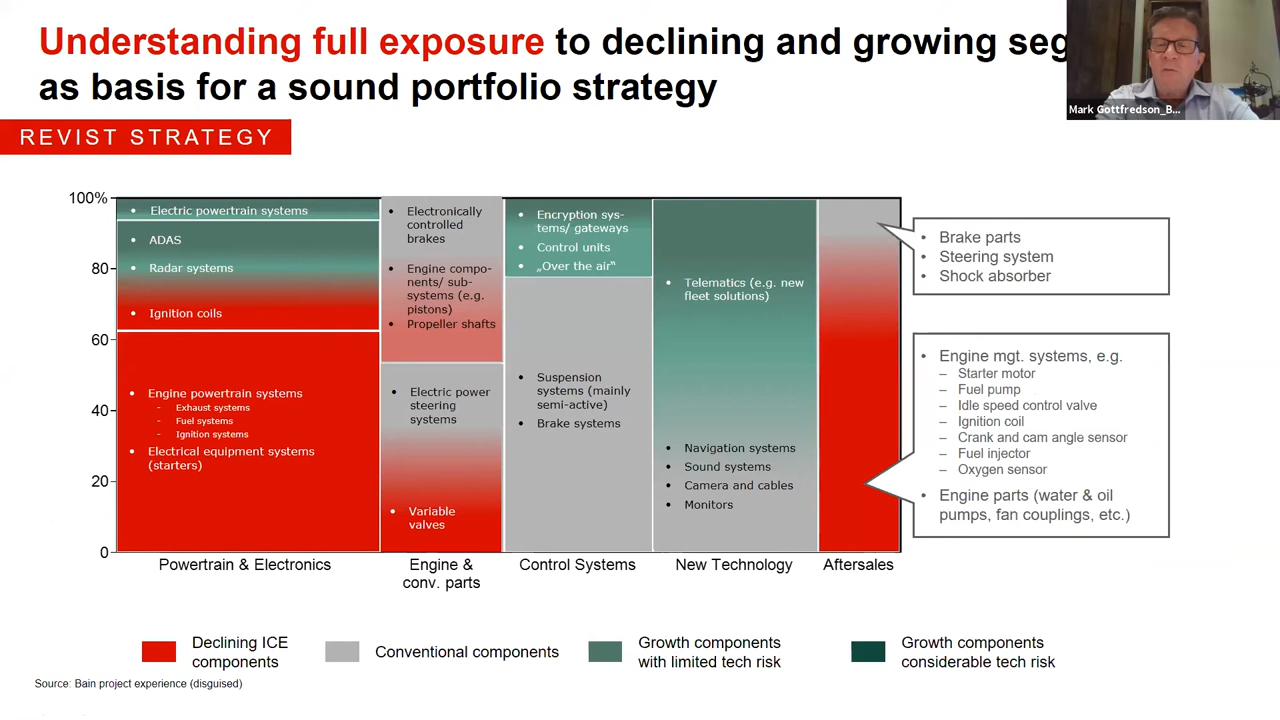 Understanding full exposure to declining and growing seg
as basis for a sound portfolio strategy
Mark Gottfredson_B...
REVIST STRATEGY
100%
80
60
40
20
0
• Electric powertrain systems
• ADAS
• Radar systems
• Ignition coils
• Engine powertrain systems
- Exhaust systems
- Fuel systems
- Ignition systems
• Electrical equipment systems
(starters)
• Electronically
controlled
brakes
• Engine compo-
nents/ sub-
systems (e.g.
pistons)
• Propeller shafts
• Electric power
steering
systems
• Variable
valves
• Encryption sys-
tems/ gateways
• Control units
• „Over the air“
• Suspension
systems (mainly
semi-active)
• Brake systems
• Telematics (e.g. new
fleet solutions)
• Navigation systems
• Sound systems
• Camera and cables
• Monitors
• Brake parts
• Steering system
• Shock absorber
• Engine mgt. systems, e.g.
– Starter motor
– Fuel pump
– Idle speed control valve
– Ignition coil
– Crank and cam angle sensor
– Fuel injector
– Oxygen sensor
• Engine parts (water & oil
pumps, fan couplings, etc.)
Powertrain & Electronics
Engine &
conv. parts
Control Systems
New Technology
Aftersales
Declining ICE
components
Conventional components
Growth components
with limited tech risk
Growth components
considerable tech risk
Source: Bain project experience (disguised)